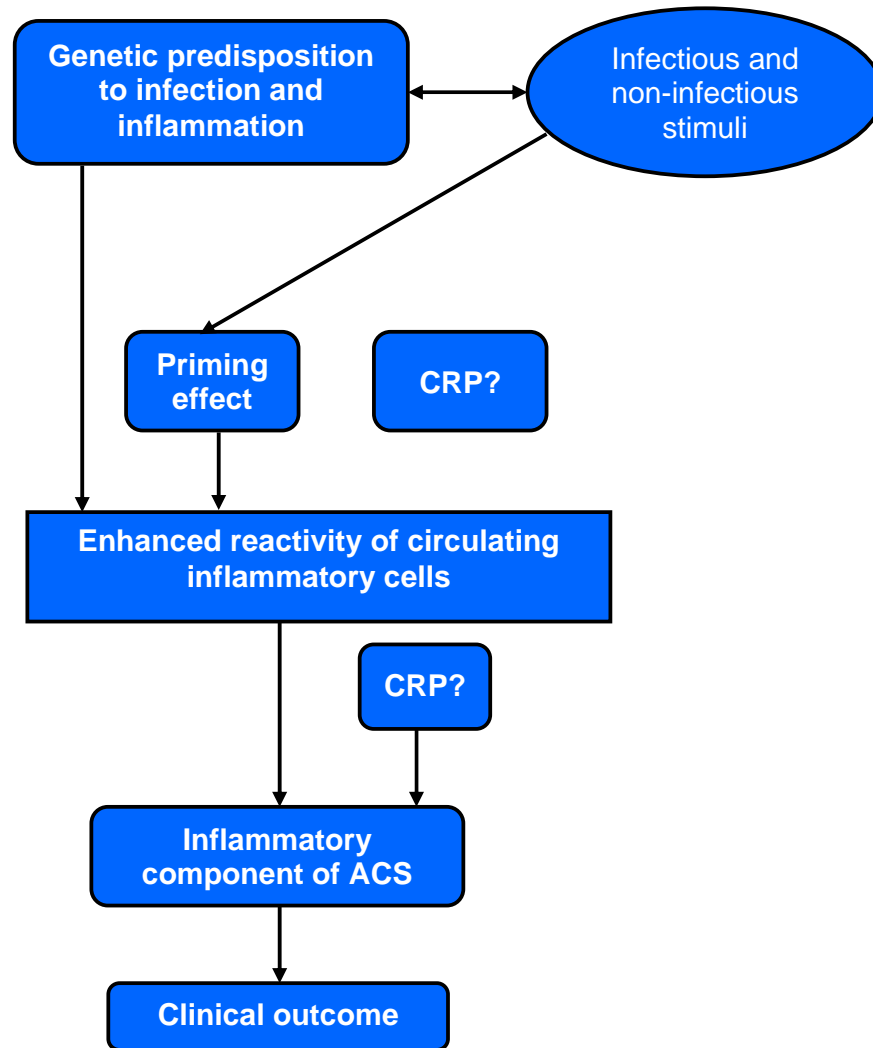 Genetic predisposition
to infection and
inflammation
Infectious and
non-infectious
stimuli
Priming
effect
CRP?
Enhanced reactivity of circulating
inflammatory cells
CRP?
Inflammatory
component of ACS
Clinical outcome